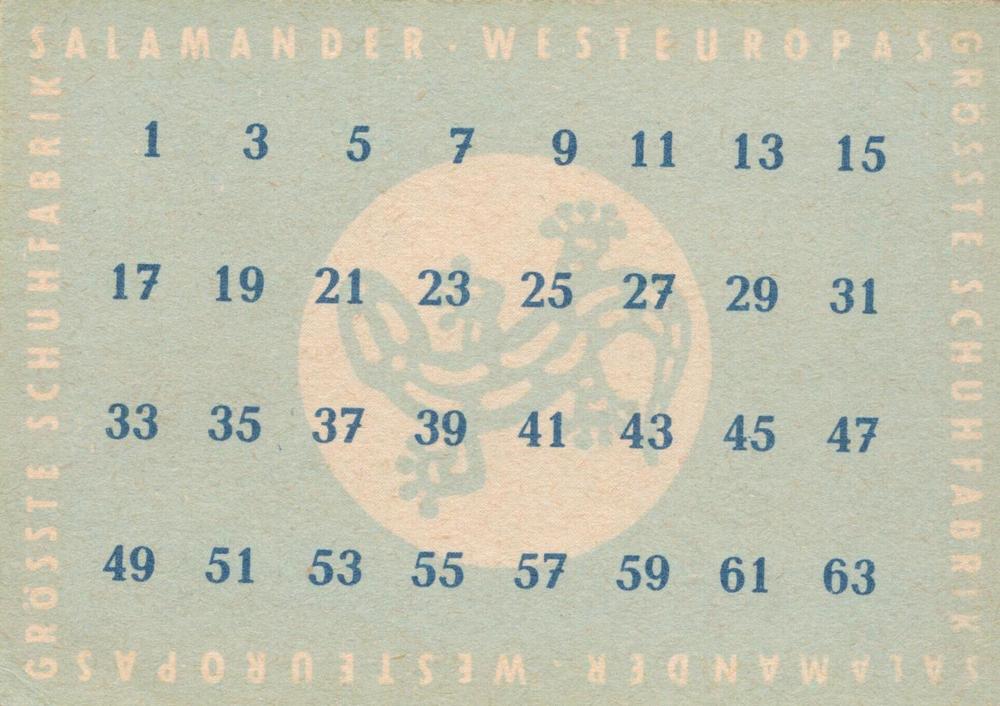 SALAMANDER · WESTEUROPAS
GRÖSSTE SCHUHFABRIK
1 3 5 7 9 11 13 15
17 19 21 23 25 27 29 31
33 35 37 39 41 43 45 47
49 51 53 55 57 59 61 63
SALAMANDER · WESTEUROPAS
GRÖSSTE SCHUHFABRIK